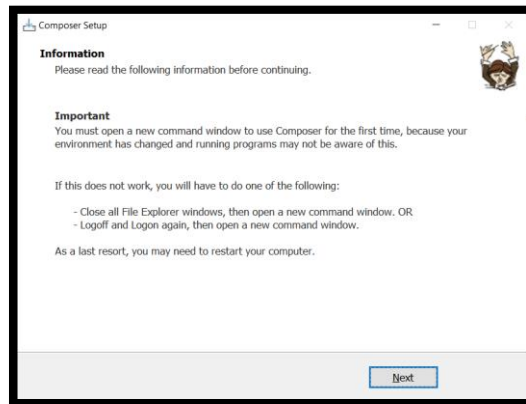 Composer Setup
Information
Please read the following information before continuing.
Important
You must open a new command window to use Composer for the first time, because your
environment has changed and running programs may not be aware of this.
If this does not work, you will have to do one of the following:
- Close all File Explorer windows, then open a new command window. OR
- Logoff and Logon again, then open a new command window.
As a last resort, you may need to restart your computer.
Next